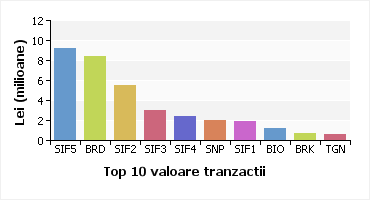 Lei (milioane)
12
10
8
6
4
2
0
SIF5 BRD SIF2 SIF3 SIF4 SNP SIF1 BIO BRK TGN
Top 10 valoare tranzactii